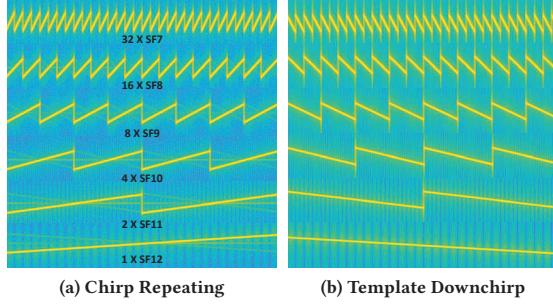 32 X SF7
16 X SF8
8 X SF9
4 X SF10
2 X SF11
1 X SF12
(a) Chirp Repeating
(b) Template Downchirp